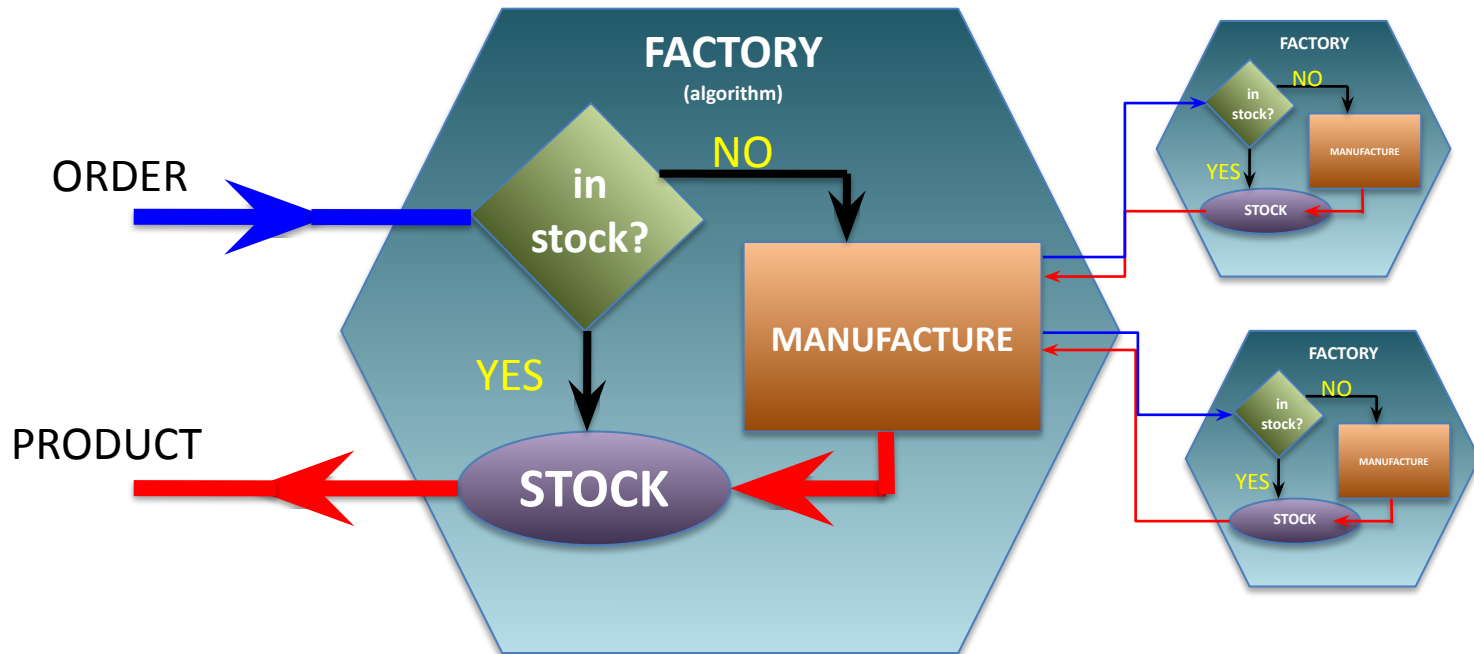 FACTORY
(algorithm)
ORDER
in
stock?
NO
YES
MANUFACTURE
PRODUCT
STOCK
FACTORY
in
stock?
NO
MANUFACTURE
YES
STOCK
FACTORY
in
stock?
NO
MANUFACTURE
YES
STOCK